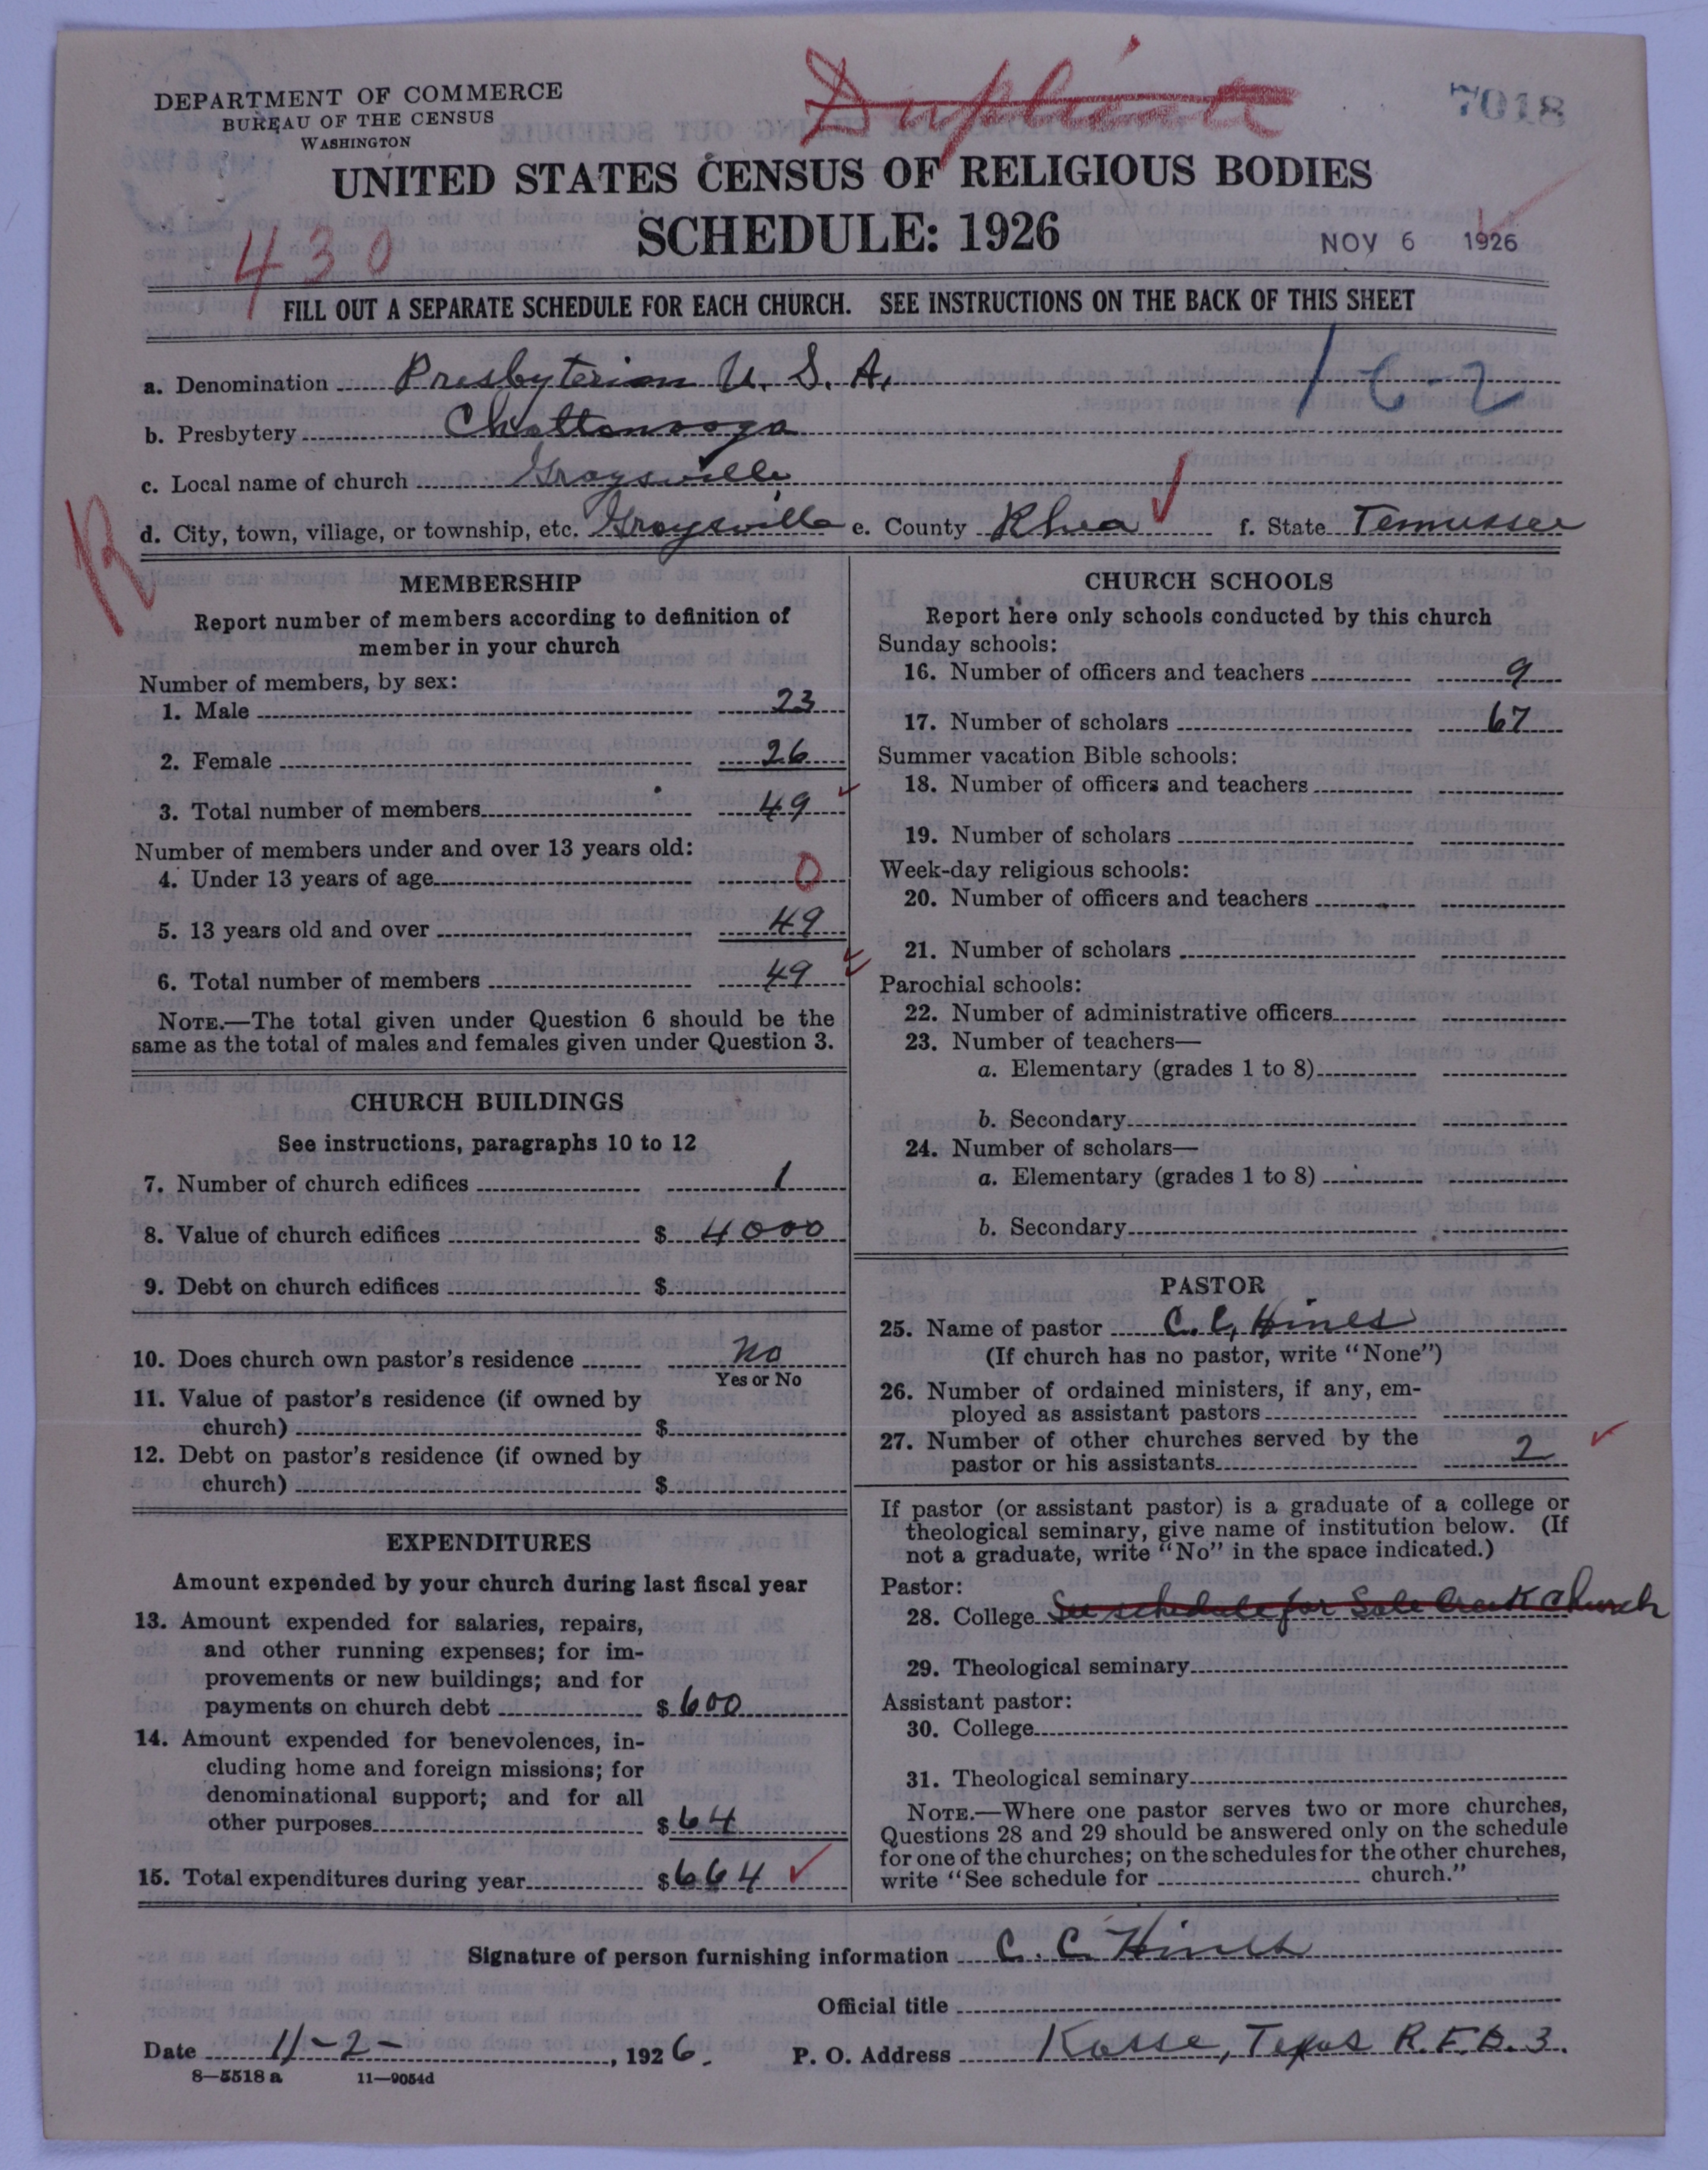 DEPARTMENT OF COMMERCE
BUREAU OF THE CENSUS
WASHINGTON
Duplicate
7018
UNITED STATES CENSUS OF RELIGIOUS BODIES
SCHEDULE: 1926
NOV 6 1926
430
FILL OUT A SEPARATE SCHEDULE FOR EACH CHURCH. SEE INSTRUCTIONS ON THE BACK OF THIS SHEET
a. Denomination Presbyterian U. S. A.
b. Presbytery Chattanooga
c. Local name of church Graysville
d. City, town, village, or township, etc. Graysville e. County Rhea f. State Tennessee
MEMBERSHIP
Report number of members according to definition of
member in your church
Number of members, by sex:
1. Male 23
2. Female 26
3. Total number of members 49
Number of members under and over 13 years old:
4. Under 13 years of age 0
5. 13 years old and over 49
6. Total number of members 49
NOTE.—The total given under Question 6 should be the
same as the total of males and females given under Question 3.
CHURCH BUILDINGS
See instructions, paragraphs 10 to 12
7. Number of church edifices 1
8. Value of church edifices $ 4000
9. Debt on church edifices $
10. Does church own pastor's residence No
Yes or No
11. Value of pastor's residence (if owned by
church) $
12. Debt on pastor's residence (if owned by
church) $
EXPENDITURES
Amount expended by your church during last fiscal year
13. Amount expended for salaries, repairs,
and other running expenses; for im-
provements or new buildings; and for
payments on church debt $ 600
14. Amount expended for benevolences, in-
cluding home and foreign missions; for
denominational support; and for all
other purposes $ 64
15. Total expenditures during year $ 664
CHURCH SCHOOLS
Report here only schools conducted by this church
Sunday schools:
16. Number of officers and teachers 9
17. Number of scholars 67
Summer vacation Bible schools:
18. Number of officers and teachers
19. Number of scholars
Week-day religious schools:
20. Number of officers and teachers
21. Number of scholars
Parochial schools:
22. Number of administrative officers
23. Number of teachers—
a. Elementary (grades 1 to 8)
b. Secondary
24. Number of scholars—
a. Elementary (grades 1 to 8)
b. Secondary
PASTOR
25. Name of pastor C. C. Hines
(If church has no pastor, write "None")
26. Number of ordained ministers, if any, em-
ployed as assistant pastors
27. Number of other churches served by the
pastor or his assistants 2
If pastor (or assistant pastor) is a graduate of a college or
theological seminary, give name of institution below. (If
not a graduate, write "No" in the space indicated.)
Pastor:
28. College See schedule for Sale Creek Church
29. Theological seminary
Assistant pastor:
30. College
31. Theological seminary
NOTE.—Where one pastor serves two or more churches,
Questions 28 and 29 should be answered only on the schedule
for one of the churches; on the schedules for the other churches,
write "See schedule for church."
Signature of person furnishing information C. C. Hines
Official title
Date 11-2-, 1926. P. O. Address Kosse, Texas R.F.D. 3.
8—5518 a 11—9054d